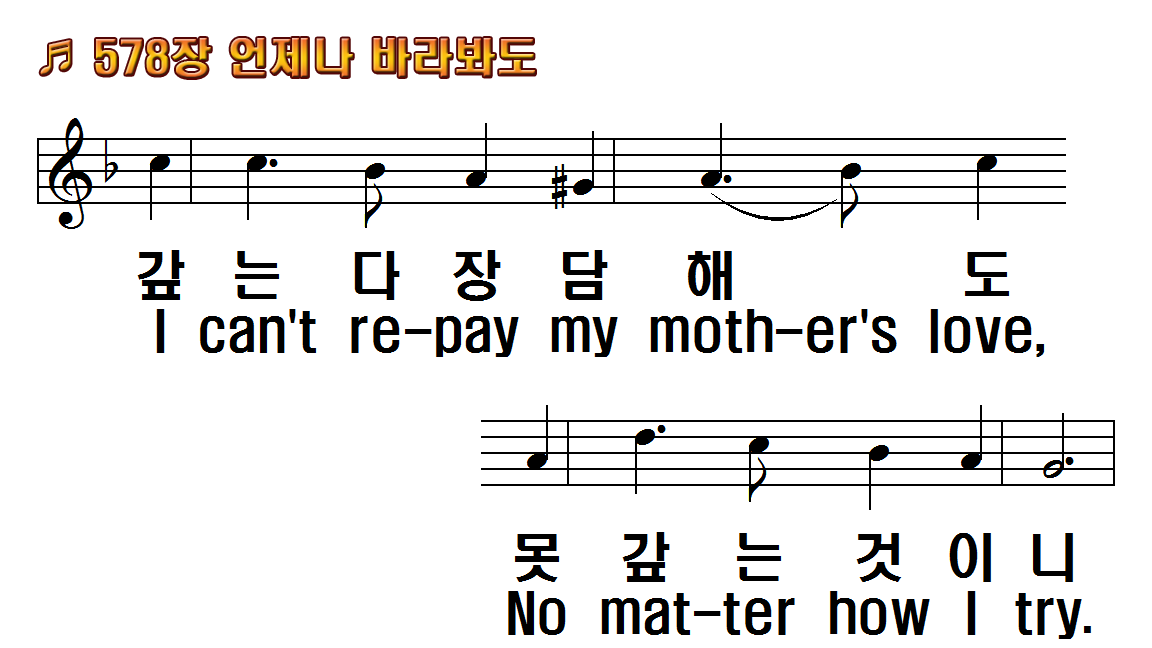 ♬ 578장 언제나 바라봐도
갚는 다 장 담 해 도
I can't re-pay my moth-er's love,
못 갚 는 것 이 니
No mat-ter how I try.